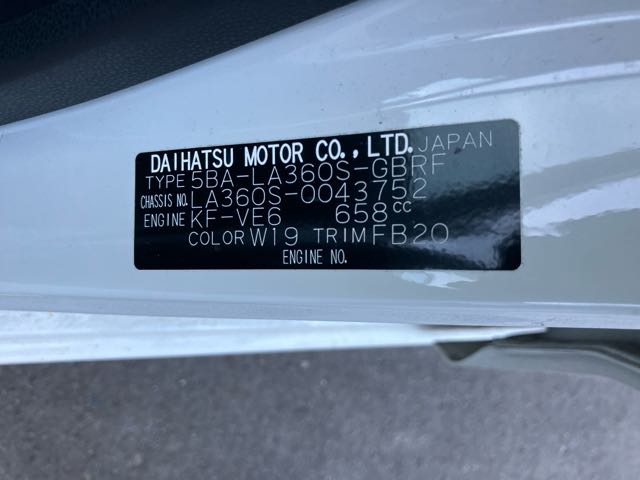 DAIHATSU MOTOR CO., LTD. JAPAN
TYPE 5BA-LA360S-GBRF
CHASSIS NO. LA360S-0043752
ENGINE KF-VE6 658cc
COLOR W19 TRIM FB20
ENGINE NO.